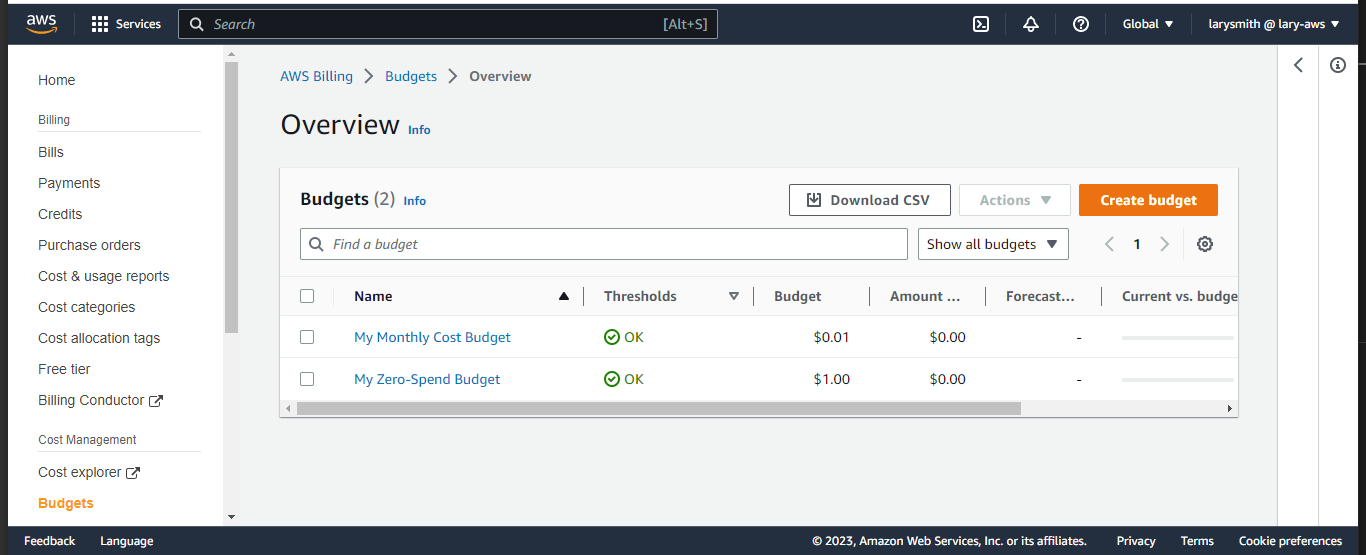 aws Services Search [Alt+S] Global larysmith @ lary-aws
Home
Billing
Bills
Payments
Credits
Purchase orders
Cost & usage reports
Cost categories
Cost allocation tags
Free tier
Billing Conductor
Cost Management
Cost explorer
Budgets
AWS Billing Budgets Overview
Overview Info
Budgets (2) Info Download CSV Actions Create budget
Find a budget Show all budgets 1
Name Thresholds Budget Amount ... Forecast... Current vs. budge
My Monthly Cost Budget OK $0.01 $0.00 -
My Zero-Spend Budget OK $1.00 $0.00 -
Feedback Language © 2023, Amazon Web Services, Inc. or its affiliates. Privacy Terms Cookie preferences